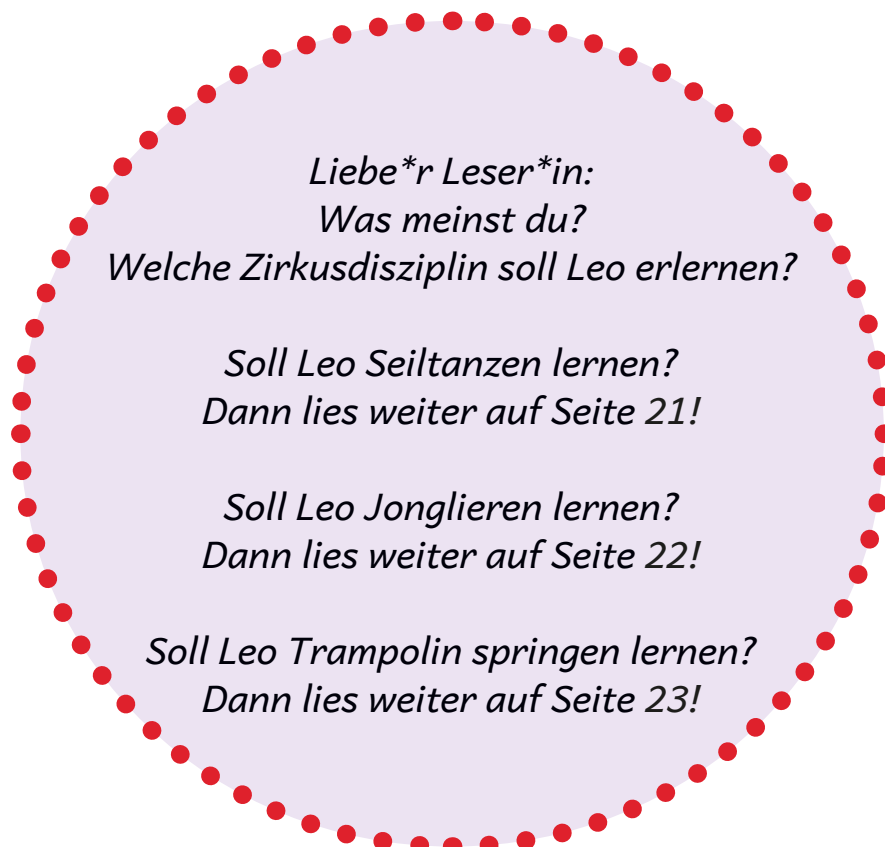 Liebe*r Leser*in:
Was meinst du?
Welche Zirkusdisziplin soll Leo erlernen?
Soll Leo Seiltanzen lernen?
Dann lies weiter auf Seite 21!
Soll Leo Jonglieren lernen?
Dann lies weiter auf Seite 22!
Soll Leo Trampolin springen lernen?
Dann lies weiter auf Seite 23!